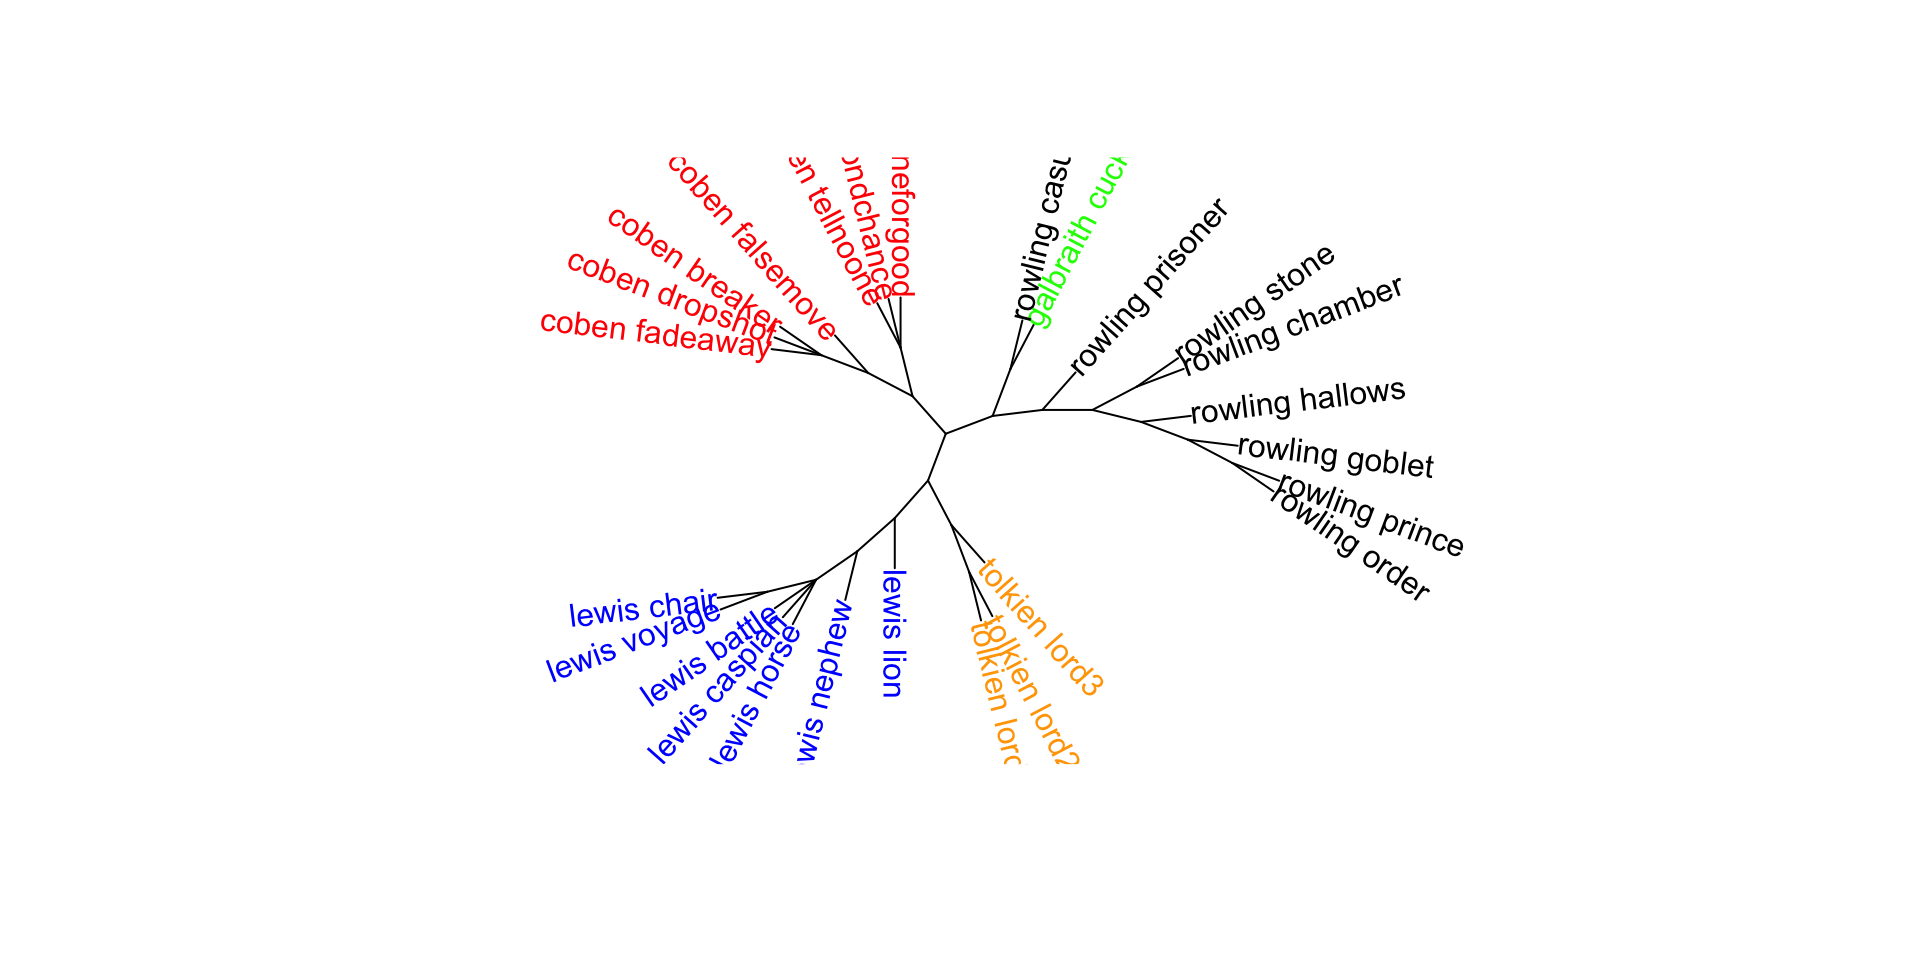 coben falsemove
en tellnoone
ondchance
neforgood
coben breaker
coben dropshot
coben fadeaway
rowling casu
galbraith cuck
rowling prisoner
rowling stone
rowling chamber
rowling hallows
rowling goblet
rowling prince
rowling order
tolkien lord3
tolkien lord2
tolkien lord
lewis lion
wis nephew
lewis horse
lewis caspian
lewis battle
lewis voyage
lewis chair